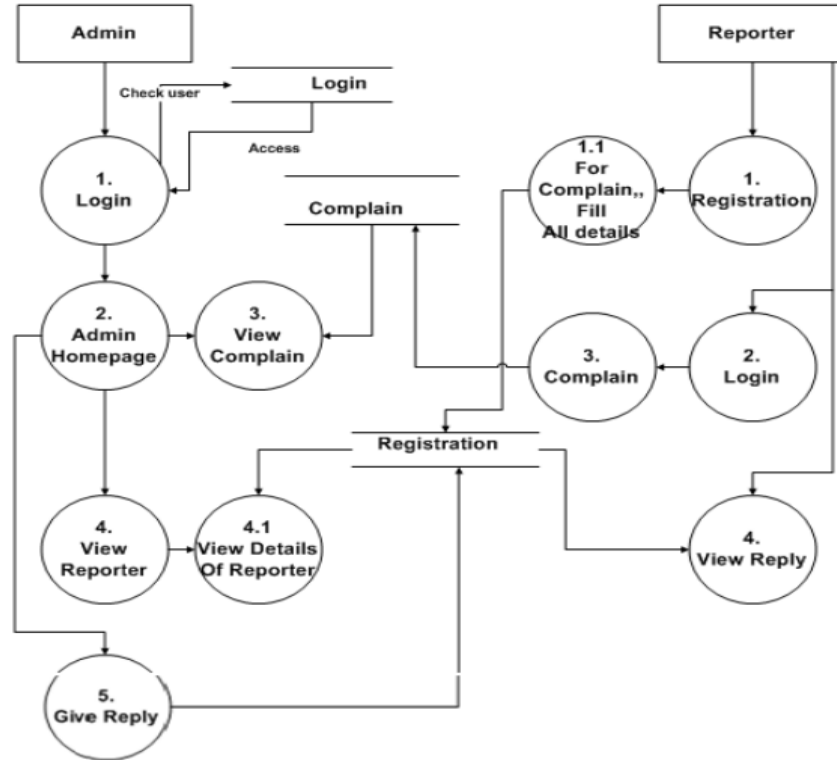 Admin
Reporter
Check user
Login
Access
1.
Login
Complain
1.1
For
Complain,,
Fill
All details
1.
Registration
2.
Admin
Homepage
3.
View
Complain
3.
Complain
2.
Login
Registration
4.
View
Reporter
4.1
View Details
Of Reporter
4.
View Reply
5.
Give Reply